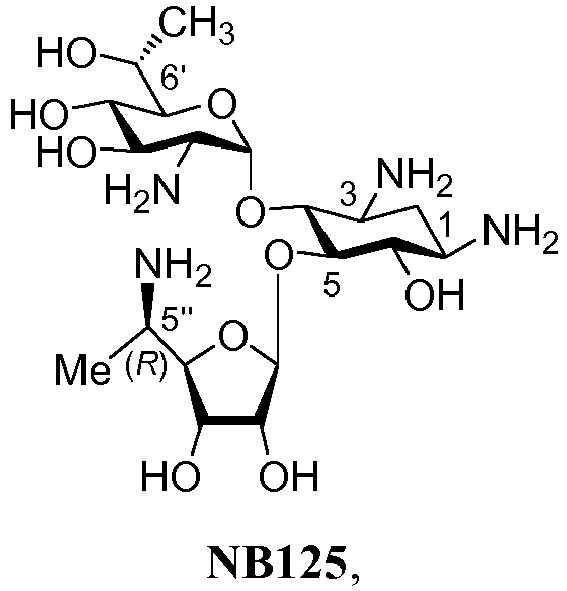 CH3
HO
6'
HO
O
HO
H2N
3
NH2
O
1
NH2
O
5
OH
NH2
5"
O
Me
(R)
HO
OH
NB125,